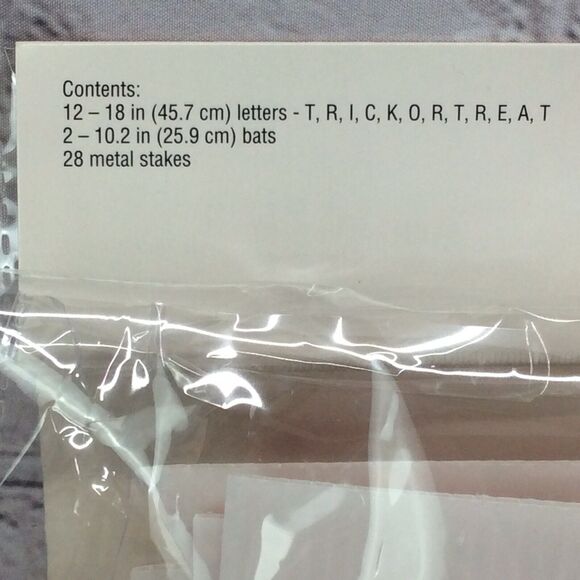 Contents:
12 – 18 in (45.7 cm) letters - T, R, I, C, K, O, R, T, R, E, A, T
2 – 10.2 in (25.9 cm) bats
28 metal stakes